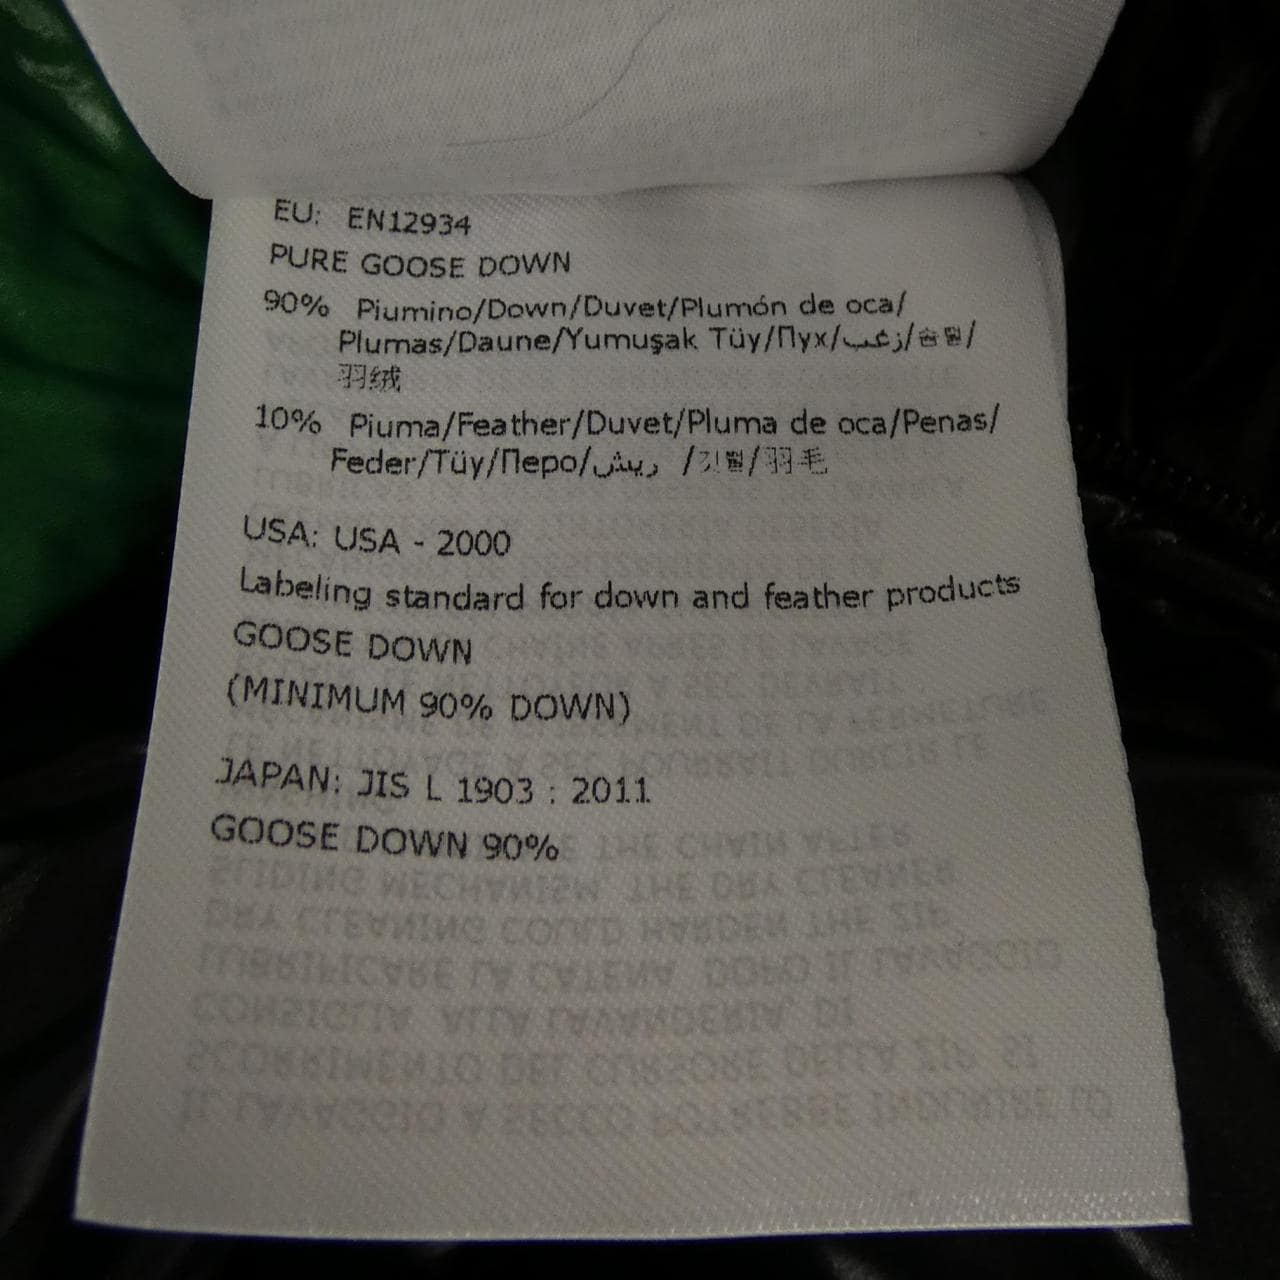 EU: EN12934
PURE GOOSE DOWN
90% Piumino/Down/Duvet/Plumón de oca/
Plumas/Daune/Yumuşak Tüy/Пух/زغب/솜털/
羽绒
10% Piuma/Feather/Duvet/Pluma de oca/Penas/
Feder/Tüy/Перо/ريش /깃털/羽毛
USA: USA - 2000
Labeling standard for down and feather products
GOOSE DOWN
(MINIMUM 90% DOWN)
JAPAN: JIS L 1903 : 2011
GOOSE DOWN 90%